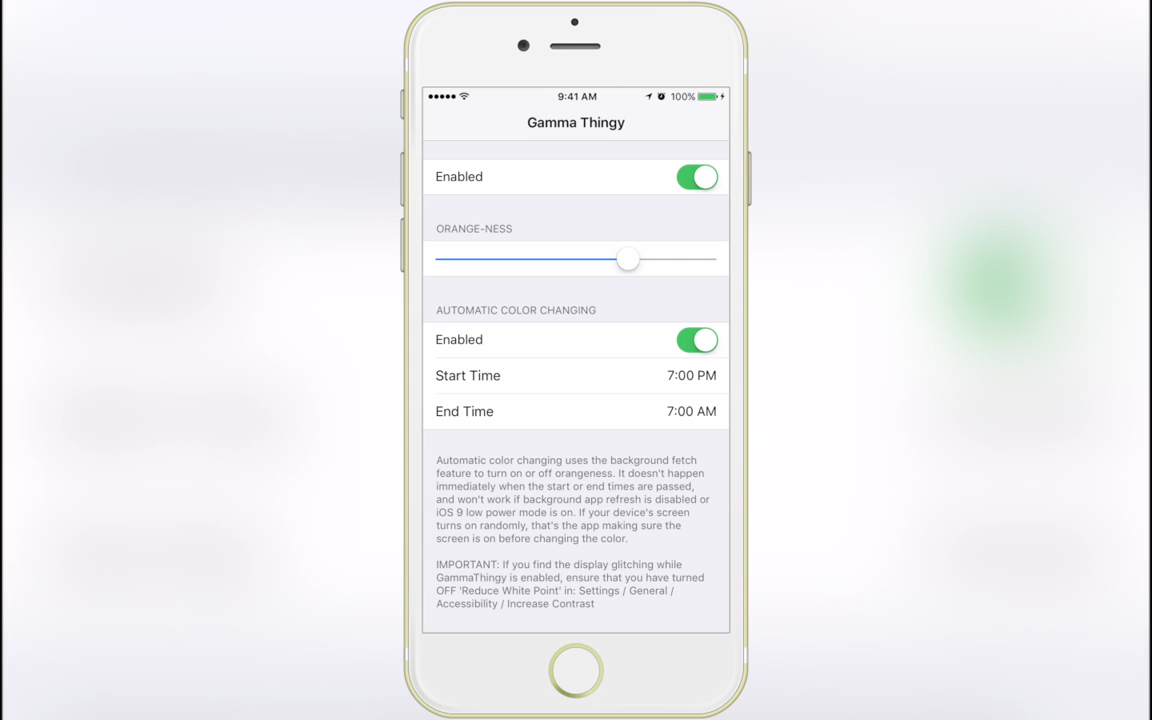 9:41 AM 100%
Gamma Thingy
Enabled
ORANGE-NESS
AUTOMATIC COLOR CHANGING
Enabled
Start Time 7:00 PM
End Time 7:00 AM
Automatic color changing uses the background fetch
feature to turn on or off orangeness. It doesn't happen
immediately when the start or end times are passed,
and won't work if background app refresh is disabled or
iOS 9 low power mode is on. If your device's screen
turns on randomly, that's the app making sure the
screen is on before changing the color.
IMPORTANT: If you find the display glitching while
GammaThingy is enabled, ensure that you have turned
OFF 'Reduce White Point' in: Settings / General /
Accessibility / Increase Contrast